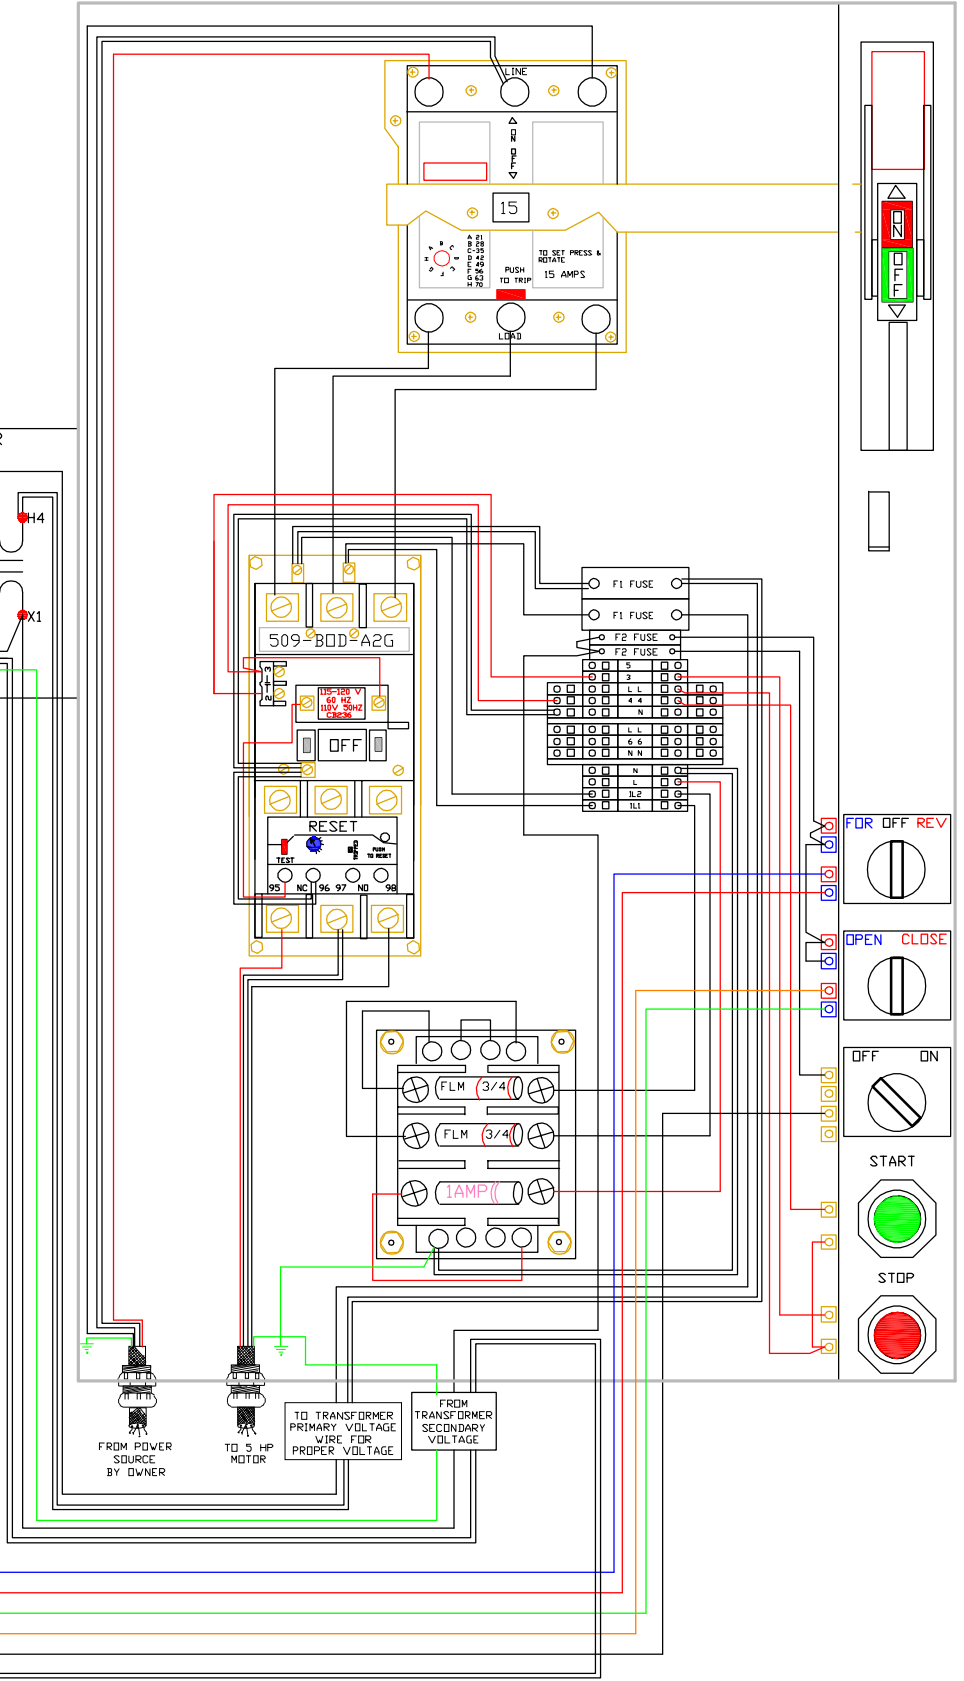 LINE
ON
OFF
15
A 21
B 28
C-35
D 42
E 49
F 56
G 63
H 70
A B C D E F G H
TO SET PRESS &
ROTATE
15 AMPS
PUSH
TO TRIP
LOAD
ON
OFF
R
H4
X1
F1 FUSE
F1 FUSE
F2 FUSE
F2 FUSE
5
3
L L
4 4
N
L L
6 6
N N
N
L
1L2
1L1
509-BOD-A2G
3
2
115-120 V
60 HZ
110V 50HZ
CB236
OFF
RESET
TEST
TRIPPED
PUSH
TO RESET
95 NC 96 97 NO 98
FOR OFF REV
OPEN CLOSE
OFF ON
START
STOP
FLM 3/4
FLM 3/4
1AMP
FROM POWER
SOURCE
BY OWNER
TO 5 HP
MOTOR
TO TRANSFORMER
PRIMARY VOLTAGE
WIRE FOR
PROPER VOLTAGE
FROM
TRANSFORMER
SECONDARY
VOLTAGE